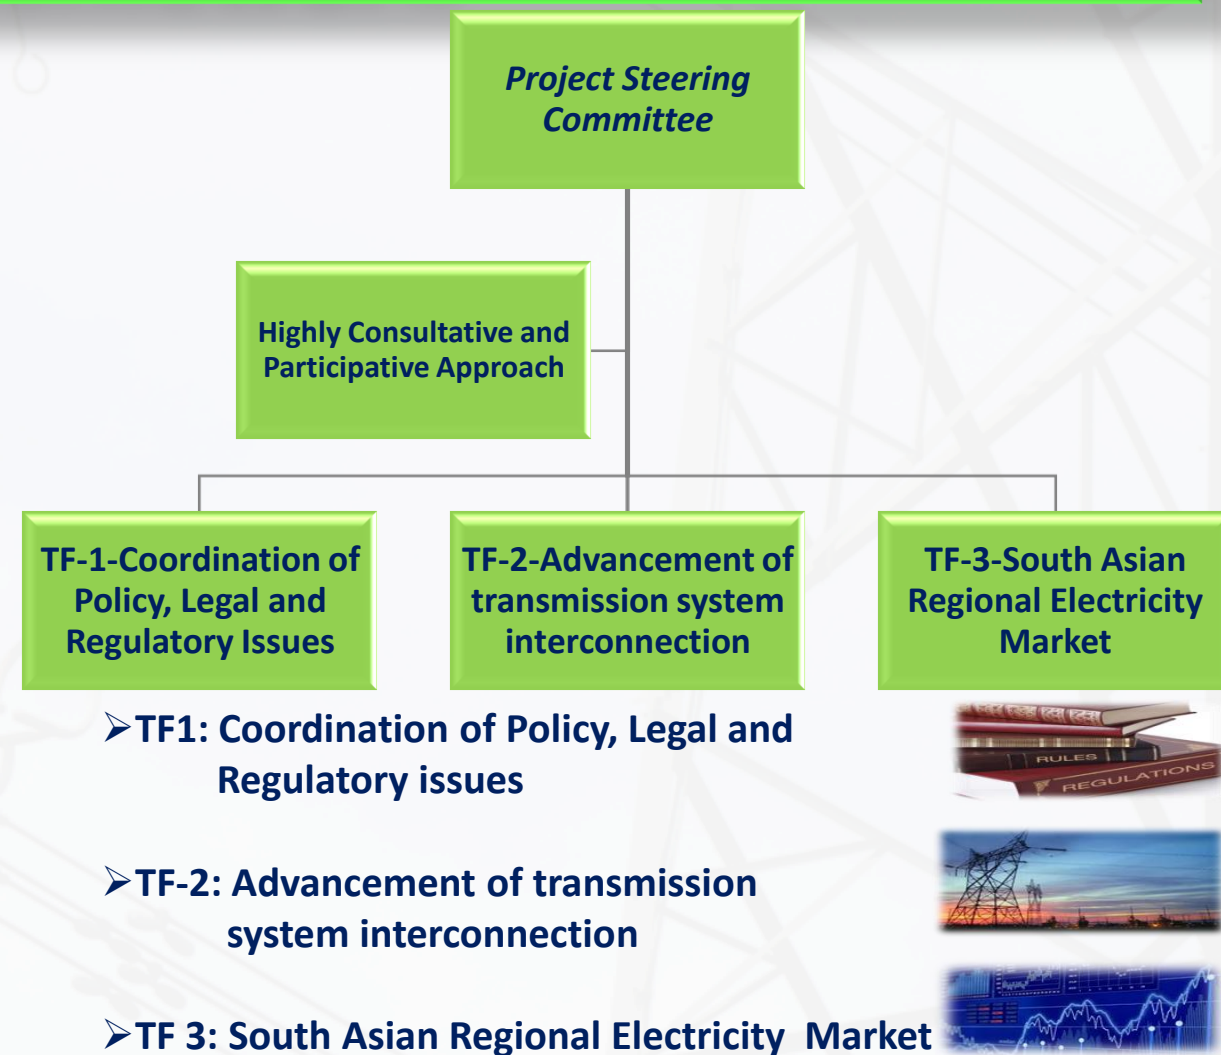 Project Steering
Committee
Highly Consultative and
Participative Approach
TF-1-Coordination of
Policy, Legal and
Regulatory Issues
TF-2-Advancement of
transmission system
interconnection
TF-3-South Asian
Regional Electricity
Market
➢TF1: Coordination of Policy, Legal and
Regulatory issues
RULES
REGULATIONS
➢TF-2: Advancement of transmission
system interconnection
➢TF 3: South Asian Regional Electricity Market